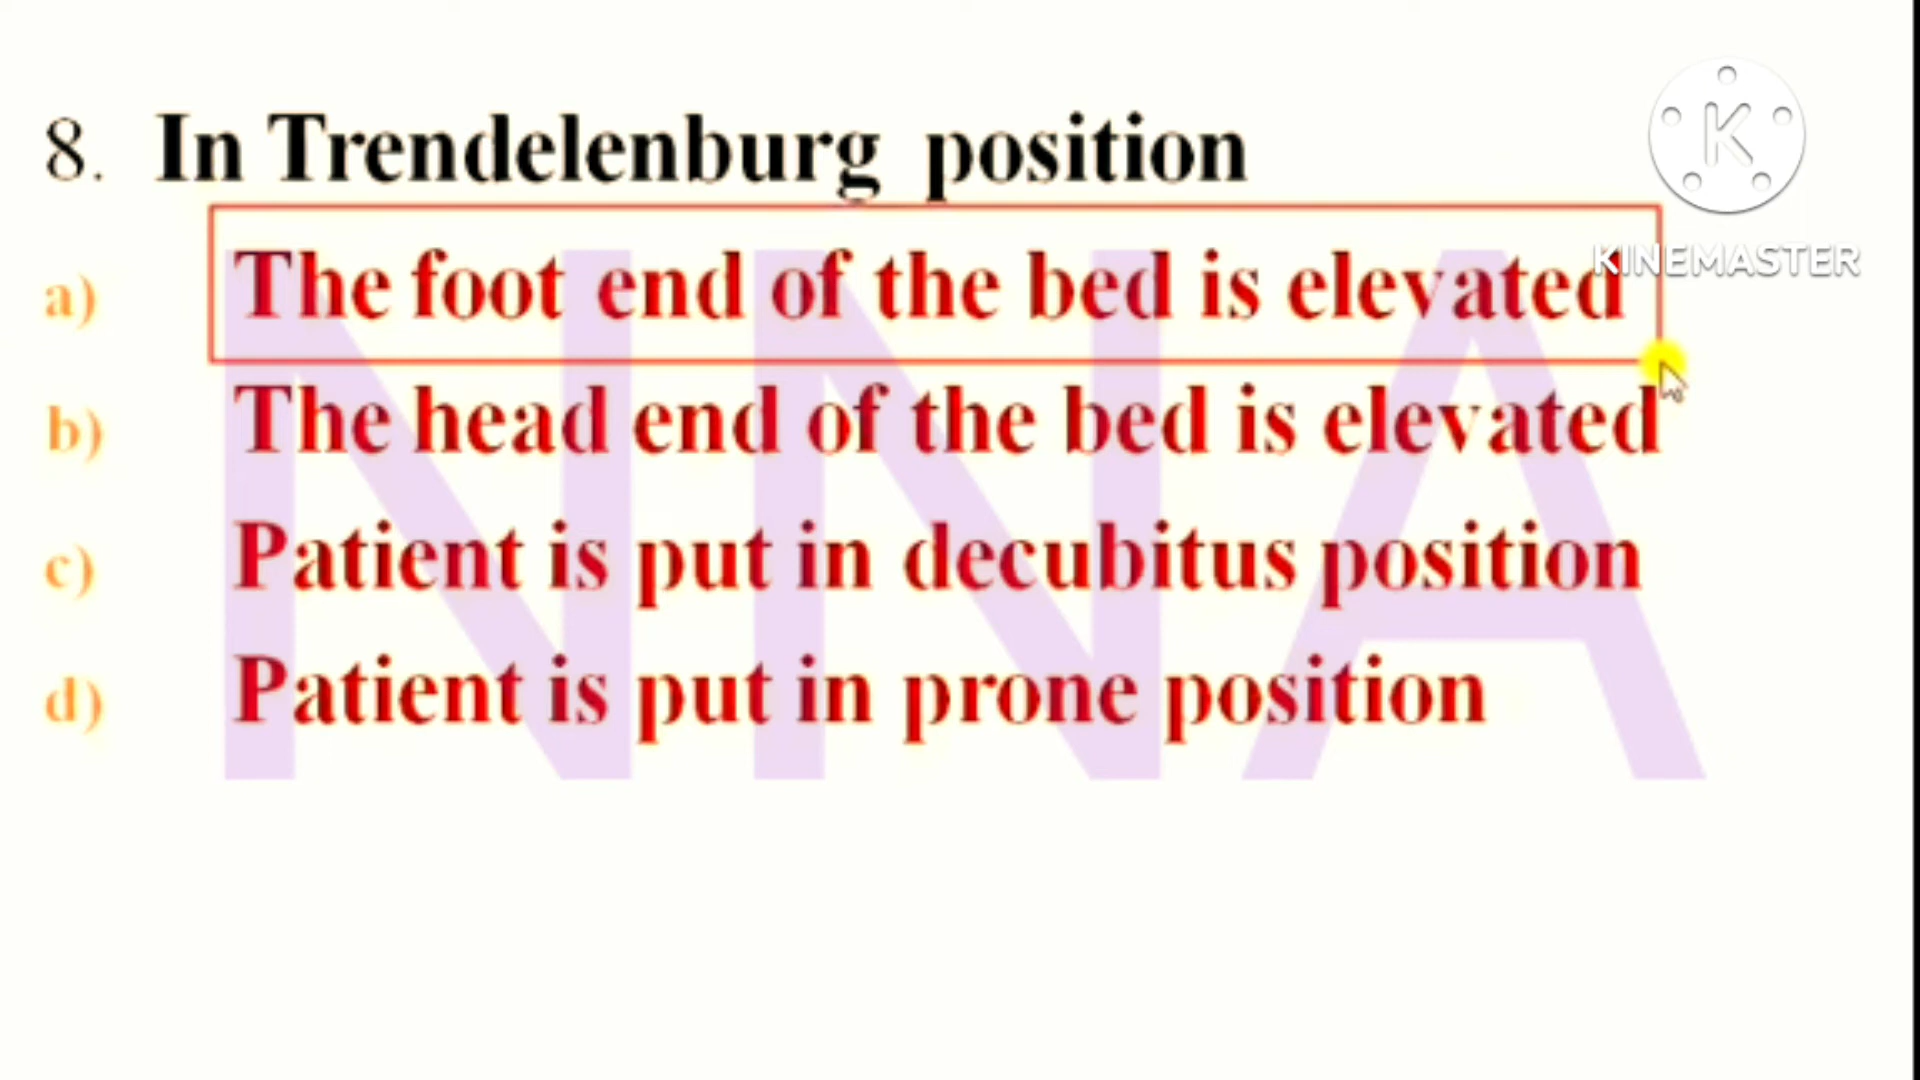 8. In Trendelenburg position
a) The foot end of the bed is elevated
b) The head end of the bed is elevated
c) Patient is put in decubitus position
d) Patient is put in prone position
NNA
K
KINEMASTER